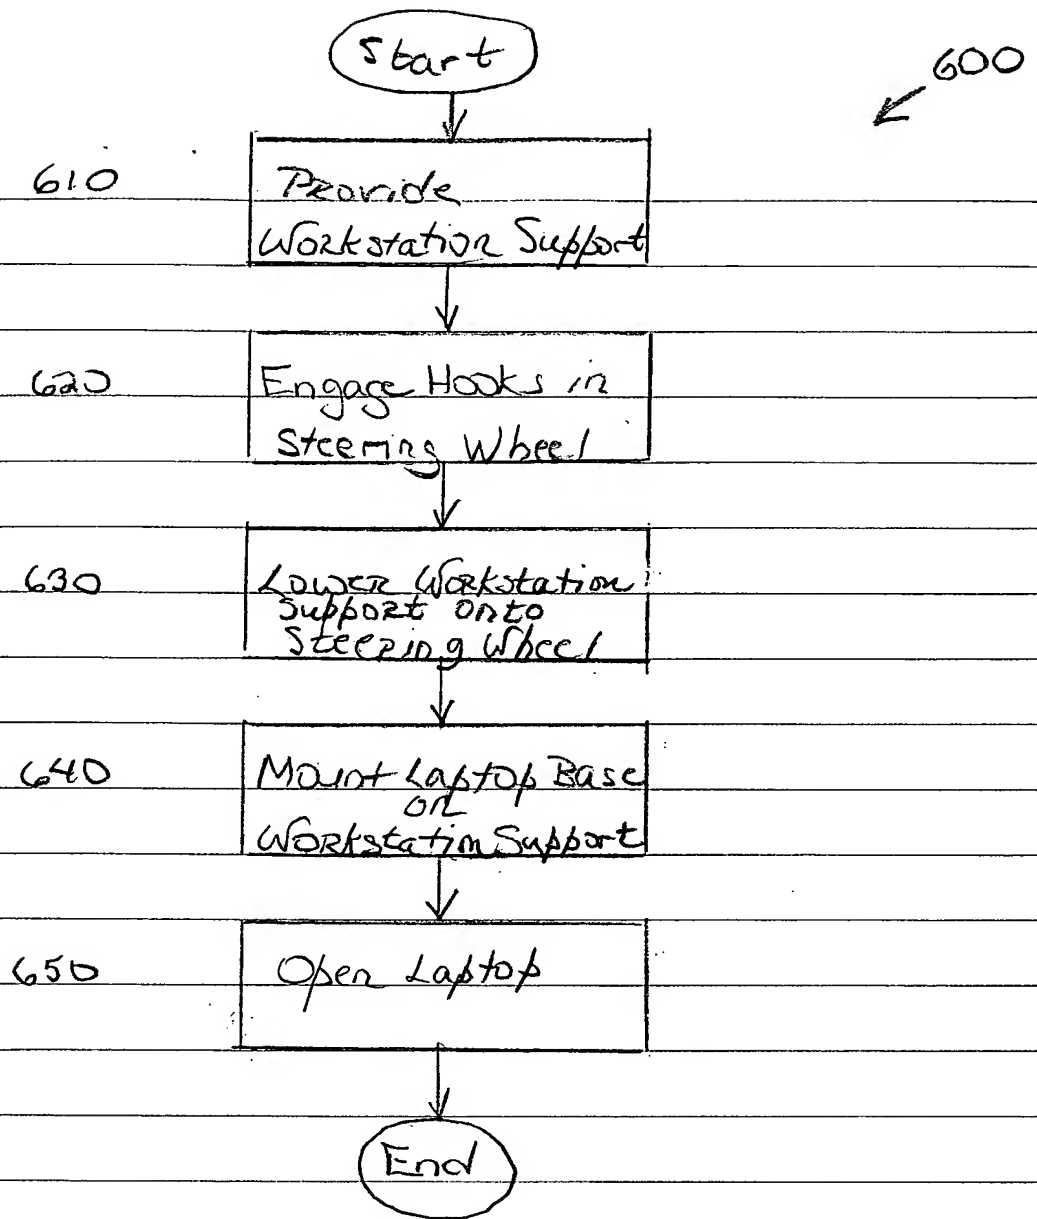 Start
600
610
Provide
Workstation Support
620
Engage Hooks in
Steering Wheel
630
Lower Workstation
Support onto
Steering Wheel
640
Mount Laptop Base
on
Workstation Support
650
Open Laptop
End